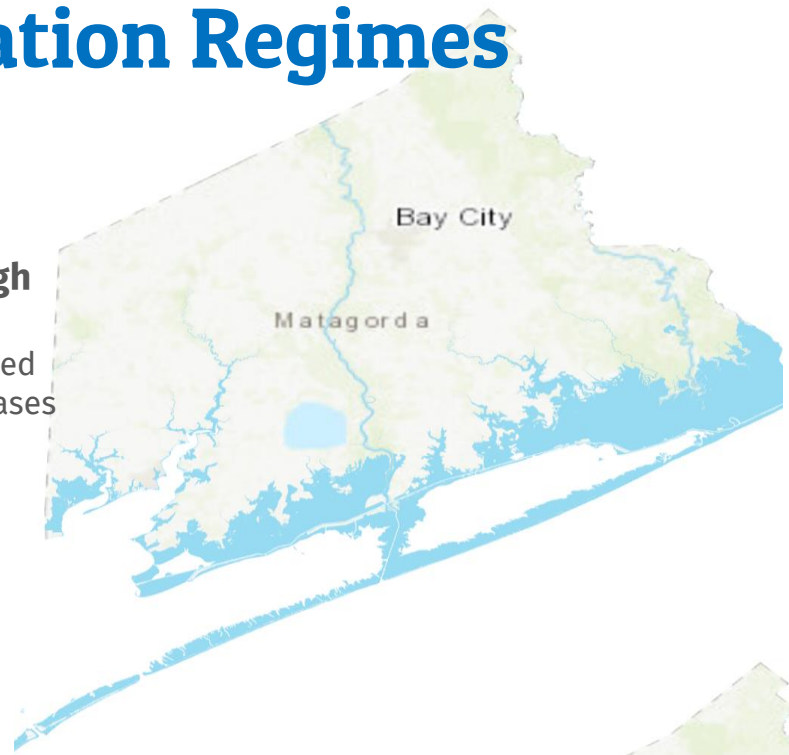 ation Regimes
Bay City
gh
Matagorda
ed
ases